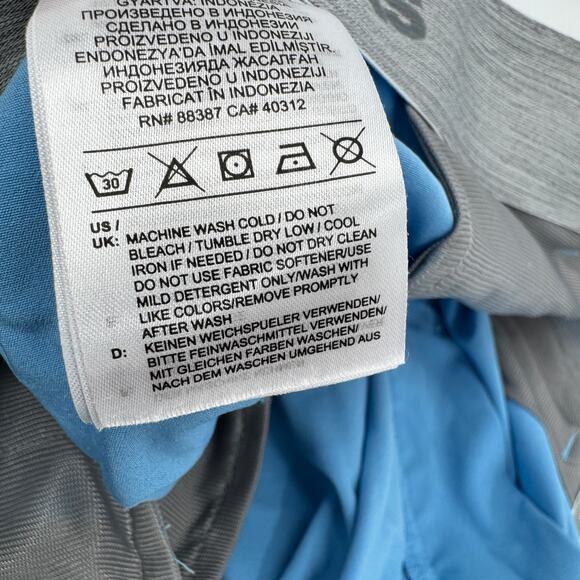 GYÁRTVA: INDONÉZIA
ПРОИЗВЕДЕНО В ИНДОНЕЗИЯ
СДЕЛАНО В ИНДОНЕЗИИ
PROIZVEDENO U INDONEZIJI
ENDONEZYA'DA İMAL EDİLMİŞTİR.
ИНДОНЕЗИЯДА ЖАСАЛҒАН
PROIZVEDENO U INDONEZIJI
FABRICAT ÎN INDONEZIA
RN# 88387 CA# 40312
30
US / UK: MACHINE WASH COLD / DO NOT
BLEACH / TUMBLE DRY LOW / COOL
IRON IF NEEDED / DO NOT DRY CLEAN
DO NOT USE FABRIC SOFTENER/USE
MILD DETERGENT ONLY/WASH WITH
LIKE COLORS/REMOVE PROMPTLY
AFTER WASH
D: KEINEN WEICHSPUELER VERWENDEN/
BITTE FEINWASCHMITTEL VERWENDEN/
MIT GLEICHEN FARBEN WASCHEN/
NACH DEM WASCHEN UMGEHEND AUS